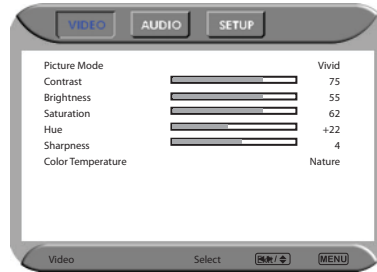 VIDEO AUDIO SETUP
Picture Mode Vivid
Contrast 75
Brightness 55
Saturation 62
Hue +22
Sharpness 4
Color Temperature Nature
Video Select MENU